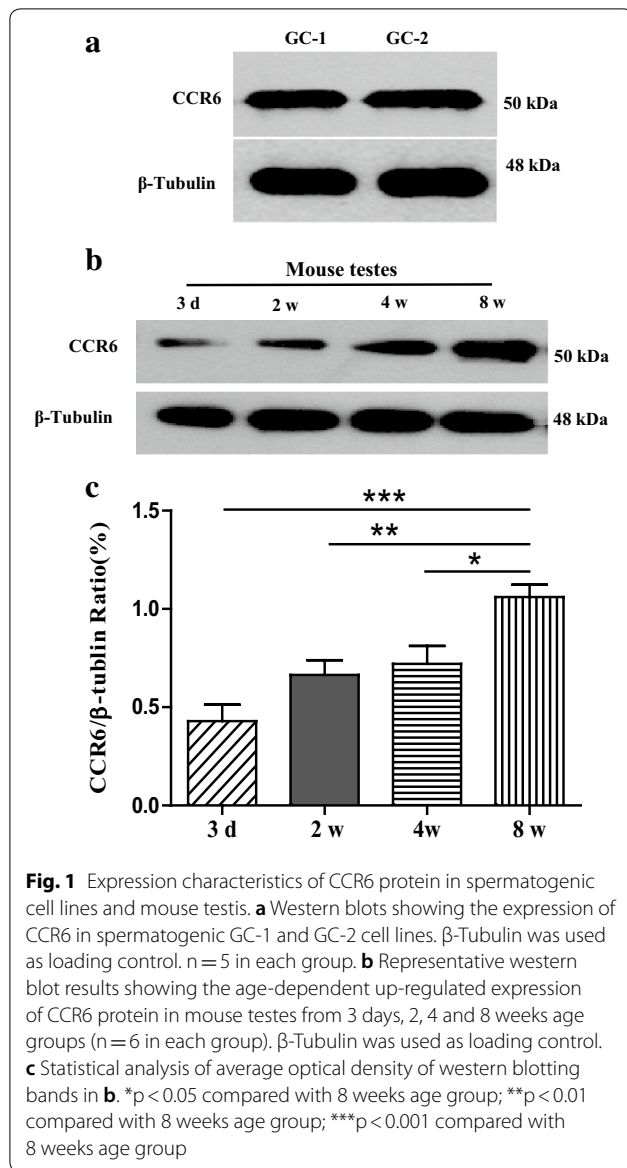 a
GC-1 GC-2
CCR6 50 kDa
β-Tubulin 48 kDa
b
Mouse testes
3 d 2 w 4 w 8 w
CCR6 50 kDa
β-Tubulin 48 kDa
c
***
**
*
CCR6/β-tublin Ratio(%)
1.5
1.0
0.5
0.0
3 d 2 w 4w 8 w
Fig. 1 Expression characteristics of CCR6 protein in spermatogenic
cell lines and mouse testis. a Western blots showing the expression of
CCR6 in spermatogenic GC-1 and GC-2 cell lines. β-Tubulin was used
as loading control. n = 5 in each group. b Representative western
blot results showing the age-dependent up-regulated expression
of CCR6 protein in mouse testes from 3 days, 2, 4 and 8 weeks age
groups (n = 6 in each group). β-Tubulin was used as loading control.
c Statistical analysis of average optical density of western blotting
bands in b. *p < 0.05 compared with 8 weeks age group; **p < 0.01
compared with 8 weeks age group; ***p < 0.001 compared with
8 weeks age group